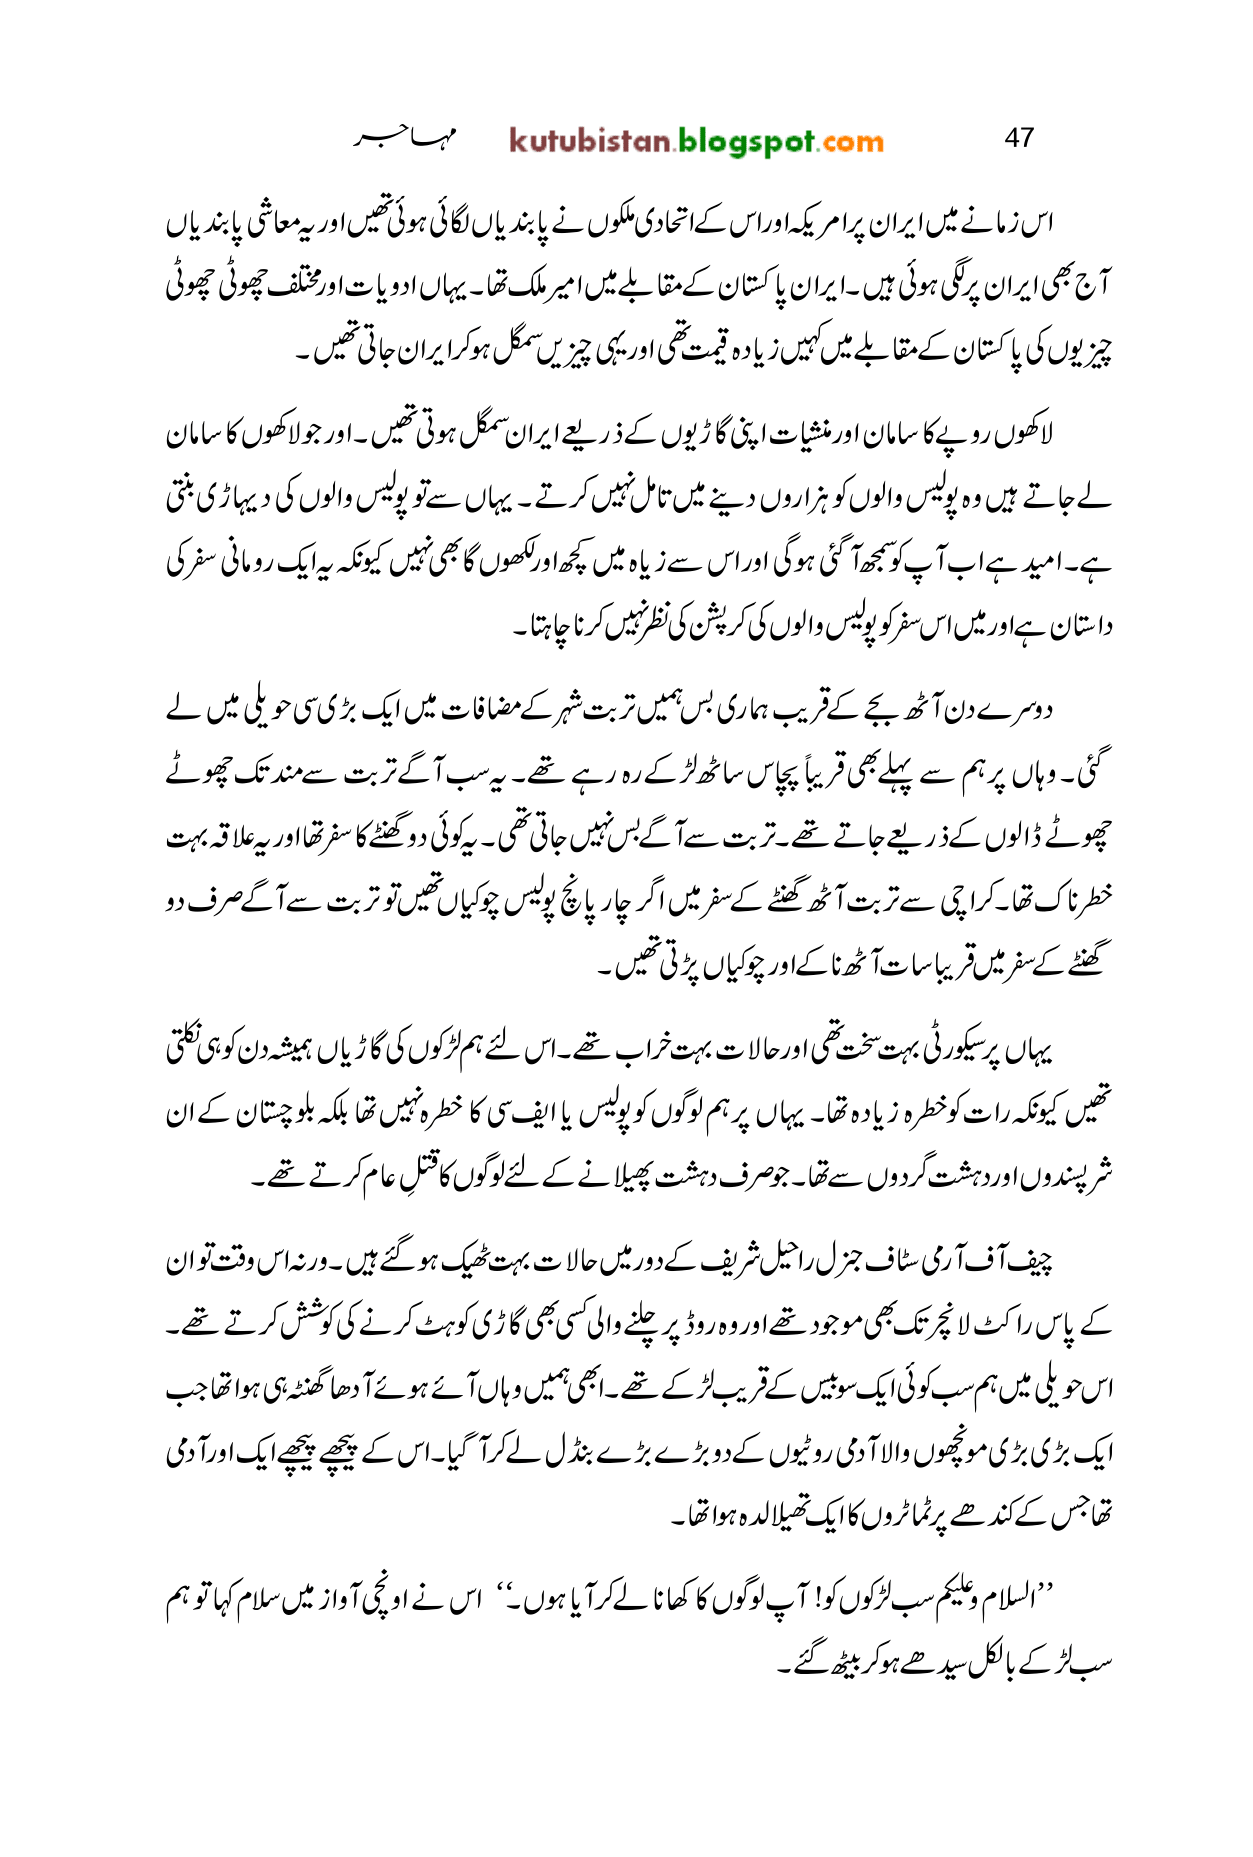 47 kutubistan.blogspot.com مہاجر
اس زمانے میں ایران پر امریکہ اور اس کے اتحادی ملکوں نے پابندیاں لگائی ہوئی تھیں اور یہ معاشی پابندیاں
آج بھی ایران پر لگی ہوئی ہیں۔ ایران پاکستان کے مقابلے میں امیر ملک تھا۔ یہاں ادویات اور مختلف چھوٹی چھوٹی
چیزیوں کی پاکستان کے مقابلے میں کہیں زیادہ قیمت تھی اور یہی چیزیں سمگل ہو کر ایران جاتی تھیں۔
لاکھوں روپے کا سامان اور منشیات اپنی گاڑیوں کے ذریعے ایران سمگل ہوتی تھیں۔ اور جو لاکھوں کا سامان
لے جاتے ہیں وہ پولیس والوں کو ہزاروں دینے میں تامل نہیں کرتے۔ یہاں سے تو پولیس والوں کی دیہاڑی بنتی
ہے۔ امید ہے اب آپ کو سمجھ آ گئی ہو گی اور اس سے زیاہ میں کچھ اور لکھوں گا بھی نہیں کیونکہ یہ ایک رومانی سفر کی
داستان ہے اور میں اس سفر کو پولیس والوں کی کرپشن کی نظر نہیں کرنا چاہتا۔
دوسرے دن آٹھ بجے کے قریب ہماری بس ہمیں تربت شہر کے مضافات میں ایک بڑی سی حویلی میں لے
گئی۔ وہاں پر ہم سے پہلے بھی قریباً پچاس ساٹھ لڑکے رہ رہے تھے۔ یہ سب آگے تربت سے مند تک چھوٹے
چھوٹے ڈالوں کے ذریعے جاتے تھے۔ تربت سے آگے بس نہیں جاتی تھی۔ یہ کوئی دو گھنٹے کا سفر تھا اور یہ علاقہ بہت
خطرناک تھا۔ کراچی سے تربت آٹھ گھنٹے کے سفر میں اگر چار پانچ پولیس چوکیاں تھیں تو تربت سے آگے صرف دو
گھنٹے کے سفر میں قریبا سات آٹھ ناکے اور چوکیاں پڑتی تھیں۔
یہاں پر سیکورٹی بہت سخت تھی اور حالات بہت خراب تھے۔ اس لئے ہم لڑکوں کی گاڑیاں ہمیشہ دن کو ہی نکلتی
تھیں کیونکہ رات کو خطرہ زیادہ تھا۔ یہاں پر ہم لوگوں کو پولیس یا ایف سی کا خطرہ نہیں تھا بلکہ بلوچستان کے ان
شرپسندوں اور دہشت گردوں سے تھا۔ جو صرف دہشت پھیلانے کے لئے لوگوں کا قتلِ عام کرتے تھے۔
چیف آف آرمی سٹاف جنرل راحیل شریف کے دور میں حالات بہت ٹھیک ہو گئے ہیں۔ ورنہ اس وقت تو ان
کے پاس راکٹ لانچر تک بھی موجود تھے اور وہ روڈ پر چلنے والی کسی بھی گاڑی کو ہٹ کرنے کی کوشش کرتے تھے۔
اس حویلی میں ہم سب کوئی ایک سو بیس کے قریب لڑکے تھے۔ ابھی ہمیں وہاں آئے ہوئے آدھا گھنٹہ ہی ہوا تھا جب
ایک بڑی بڑی مونچھوں والا آدمی روٹیوں کے دو بڑے بڑے بنڈل لے کر آ گیا۔ اس کے پیچھے پیچھے ایک اور آدمی
تھا جس کے کندھے پر ٹماٹروں کا ایک تھیلا لدہ ہوا تھا۔
’’السلام وعلیکم سب لڑکوں کو! آپ لوگوں کا کھانا لے کر آیا ہوں۔‘‘ اس نے اونچی آواز میں سلام کہا تو ہم
سب لڑکے بالکل سیدھے ہو کر بیٹھ گئے۔